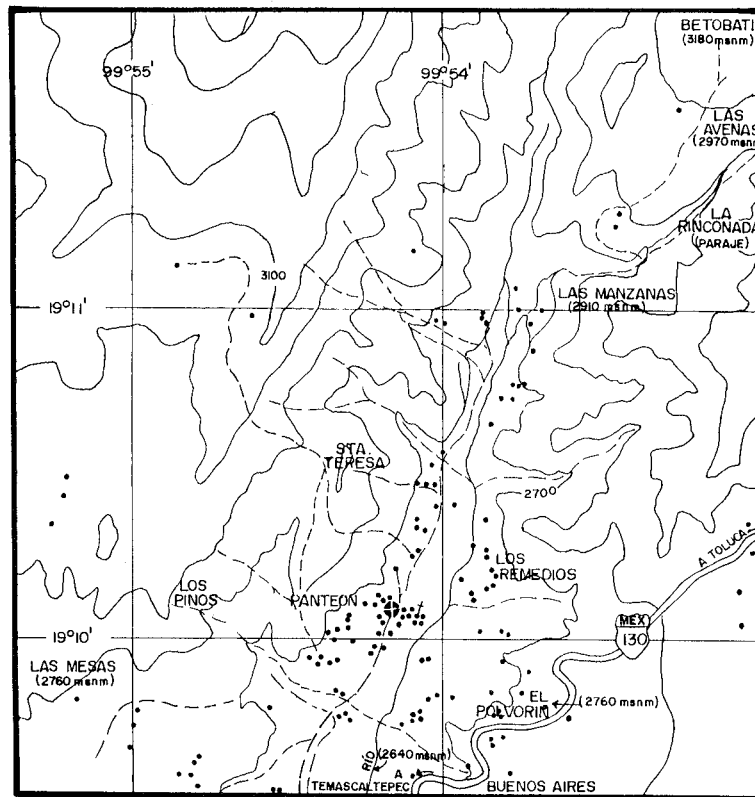 BETOBATI
(3180 msnm)
99°55'
99°54'
LAS
AVENAS
(2970 msnm)
LA
RINCONADA
(PARAJE)
3100
LAS MANZANAS
(2910 msnm)
19°11'
STA.
TERESA
2700
A TOLUCA
LOS
REMEDIOS
LOS
PINOS
PANTEON
MEX
130
19°10'
LAS MESAS
(2760 msnm)
EL
POLVORIN
(2760 msnm)
RÍO
(2640 msnm)
A
TEMASCALTEPEC
BUENOS AIRES